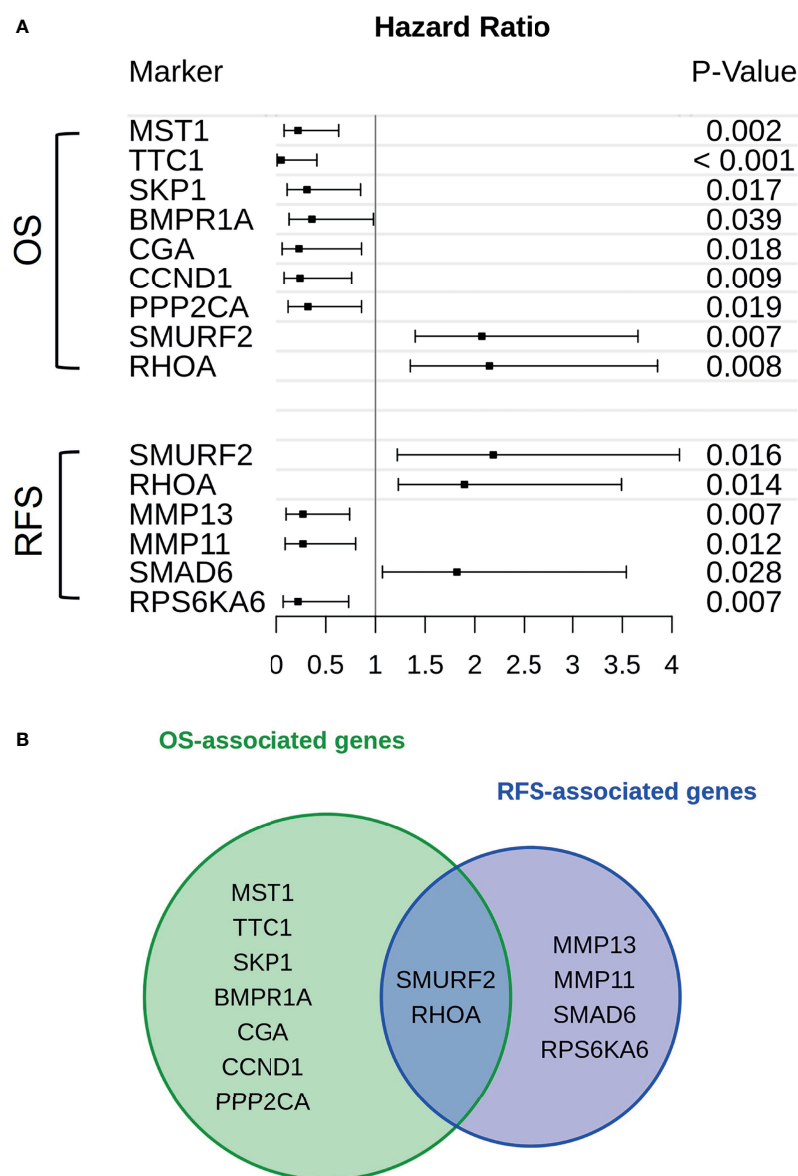 A
Hazard Ratio
Marker P-Value
OS
MST1 0.002
TTC1 < 0.001
SKP1 0.017
BMPR1A 0.039
CGA 0.018
CCND1 0.009
PPP2CA 0.019
SMURF2 0.007
RHOA 0.008
RFS
SMURF2 0.016
RHOA 0.014
MMP13 0.007
MMP11 0.012
SMAD6 0.028
RPS6KA6 0.007
0 0.5 1 1.5 2 2.5 3 3.5 4
B
OS-associated genes
RFS-associated genes
MST1
TTC1
SKP1
BMPR1A
CGA
CCND1
PPP2CA
SMURF2
RHOA
MMP13
MMP11
SMAD6
RPS6KA6